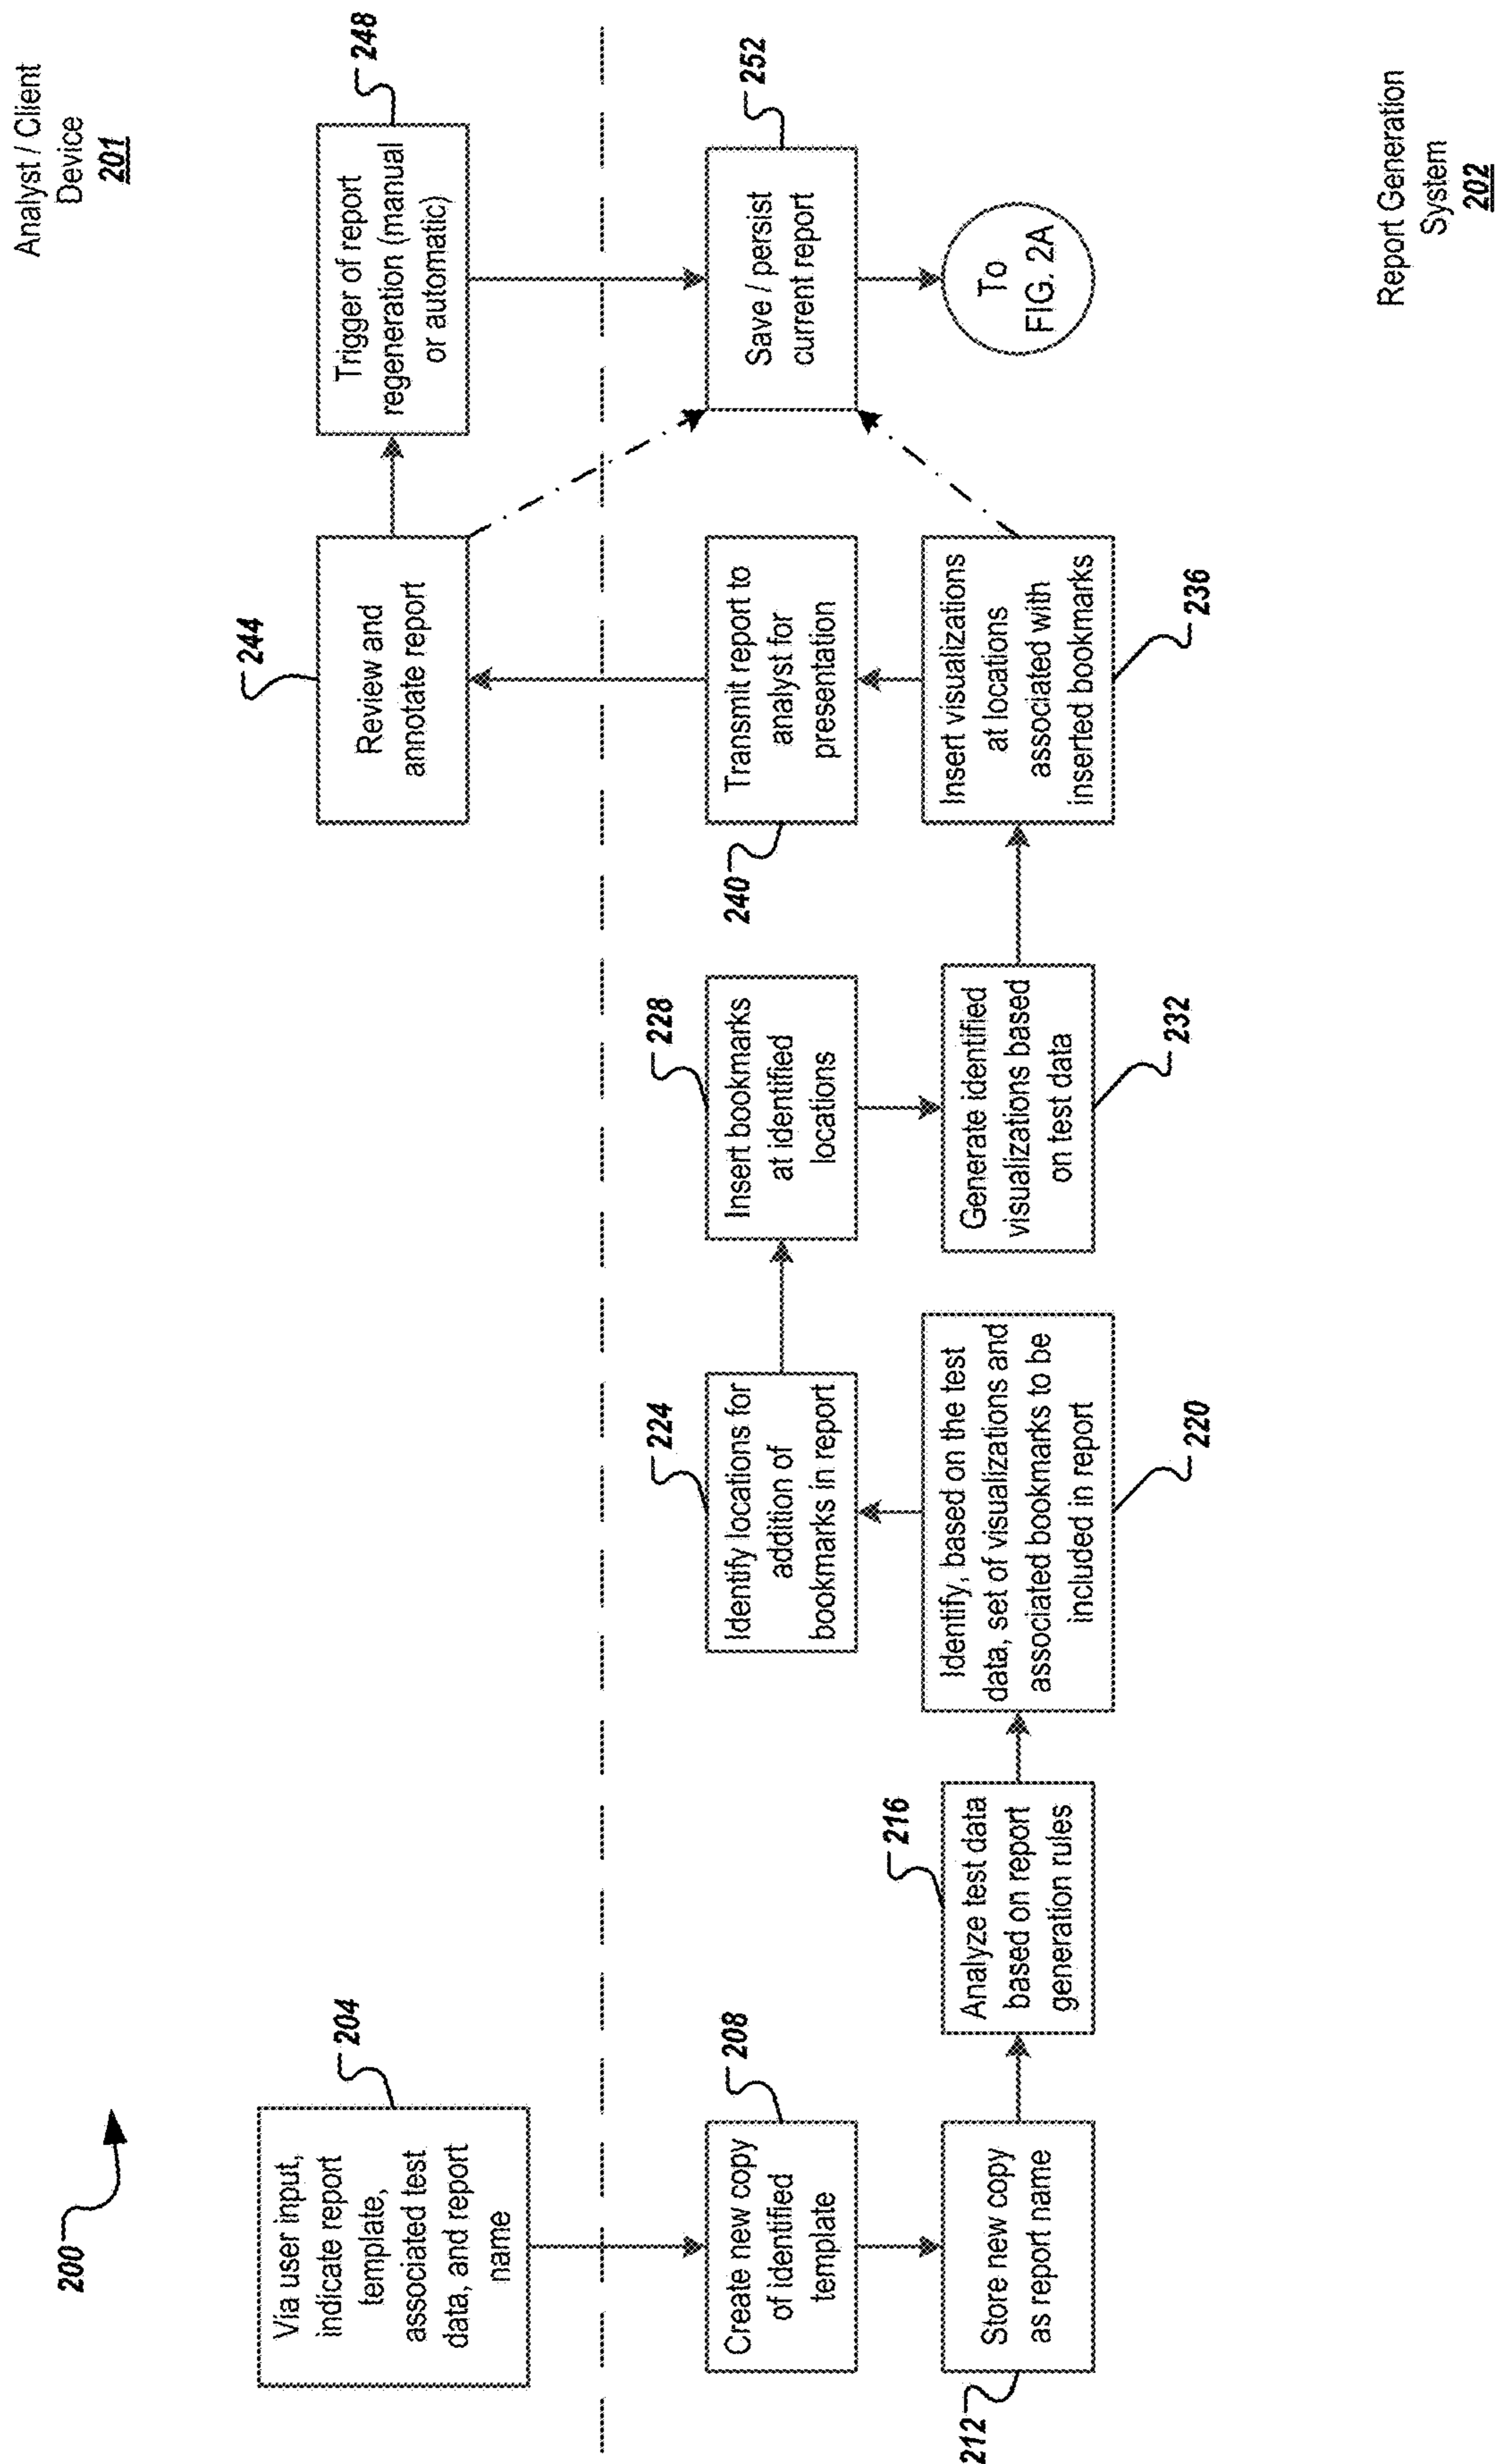 200
Analyst / Client
Device
201
Via user input,
indicate report
template,
associated test
data, and report
name
204
Review and
annotate report
244
Trigger of report
regeneration (manual
or automatic)
248
Create new copy
of identified
template
208
Store new copy
as report name
212
Analyze test data
based on report
generation rules
216
Identify, based on the test
data, set of visualizations and
associated bookmarks to be
included in report
220
Identify locations for
addition of
bookmarks in report
224
Insert bookmarks
at identified
locations
228
Generate identified
visualizations based
on test data
232
Insert visualizations
at locations
associated with
inserted bookmarks
236
Transmit report to
analyst for
presentation
240
Save / persist
current report
252
To
FIG. 2A
Report Generation
System
202